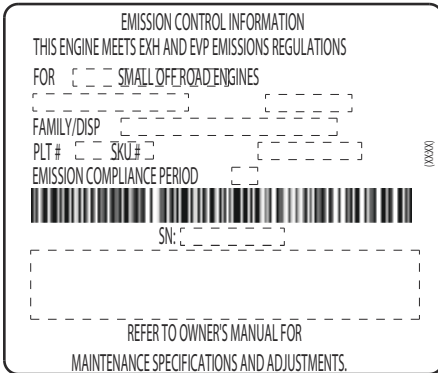 EMISSION CONTROL INFORMATION
THIS ENGINE MEETS EXH AND EVP EMISSIONS REGULATIONS
FOR SMALL OFF ROAD ENGINES
FAMILY/DISP
PLT # SKU #
EMISSION COMPLIANCE PERIOD
(XXXX)
SN:
REFER TO OWNER'S MANUAL FOR
MAINTENANCE SPECIFICATIONS AND ADJUSTMENTS.